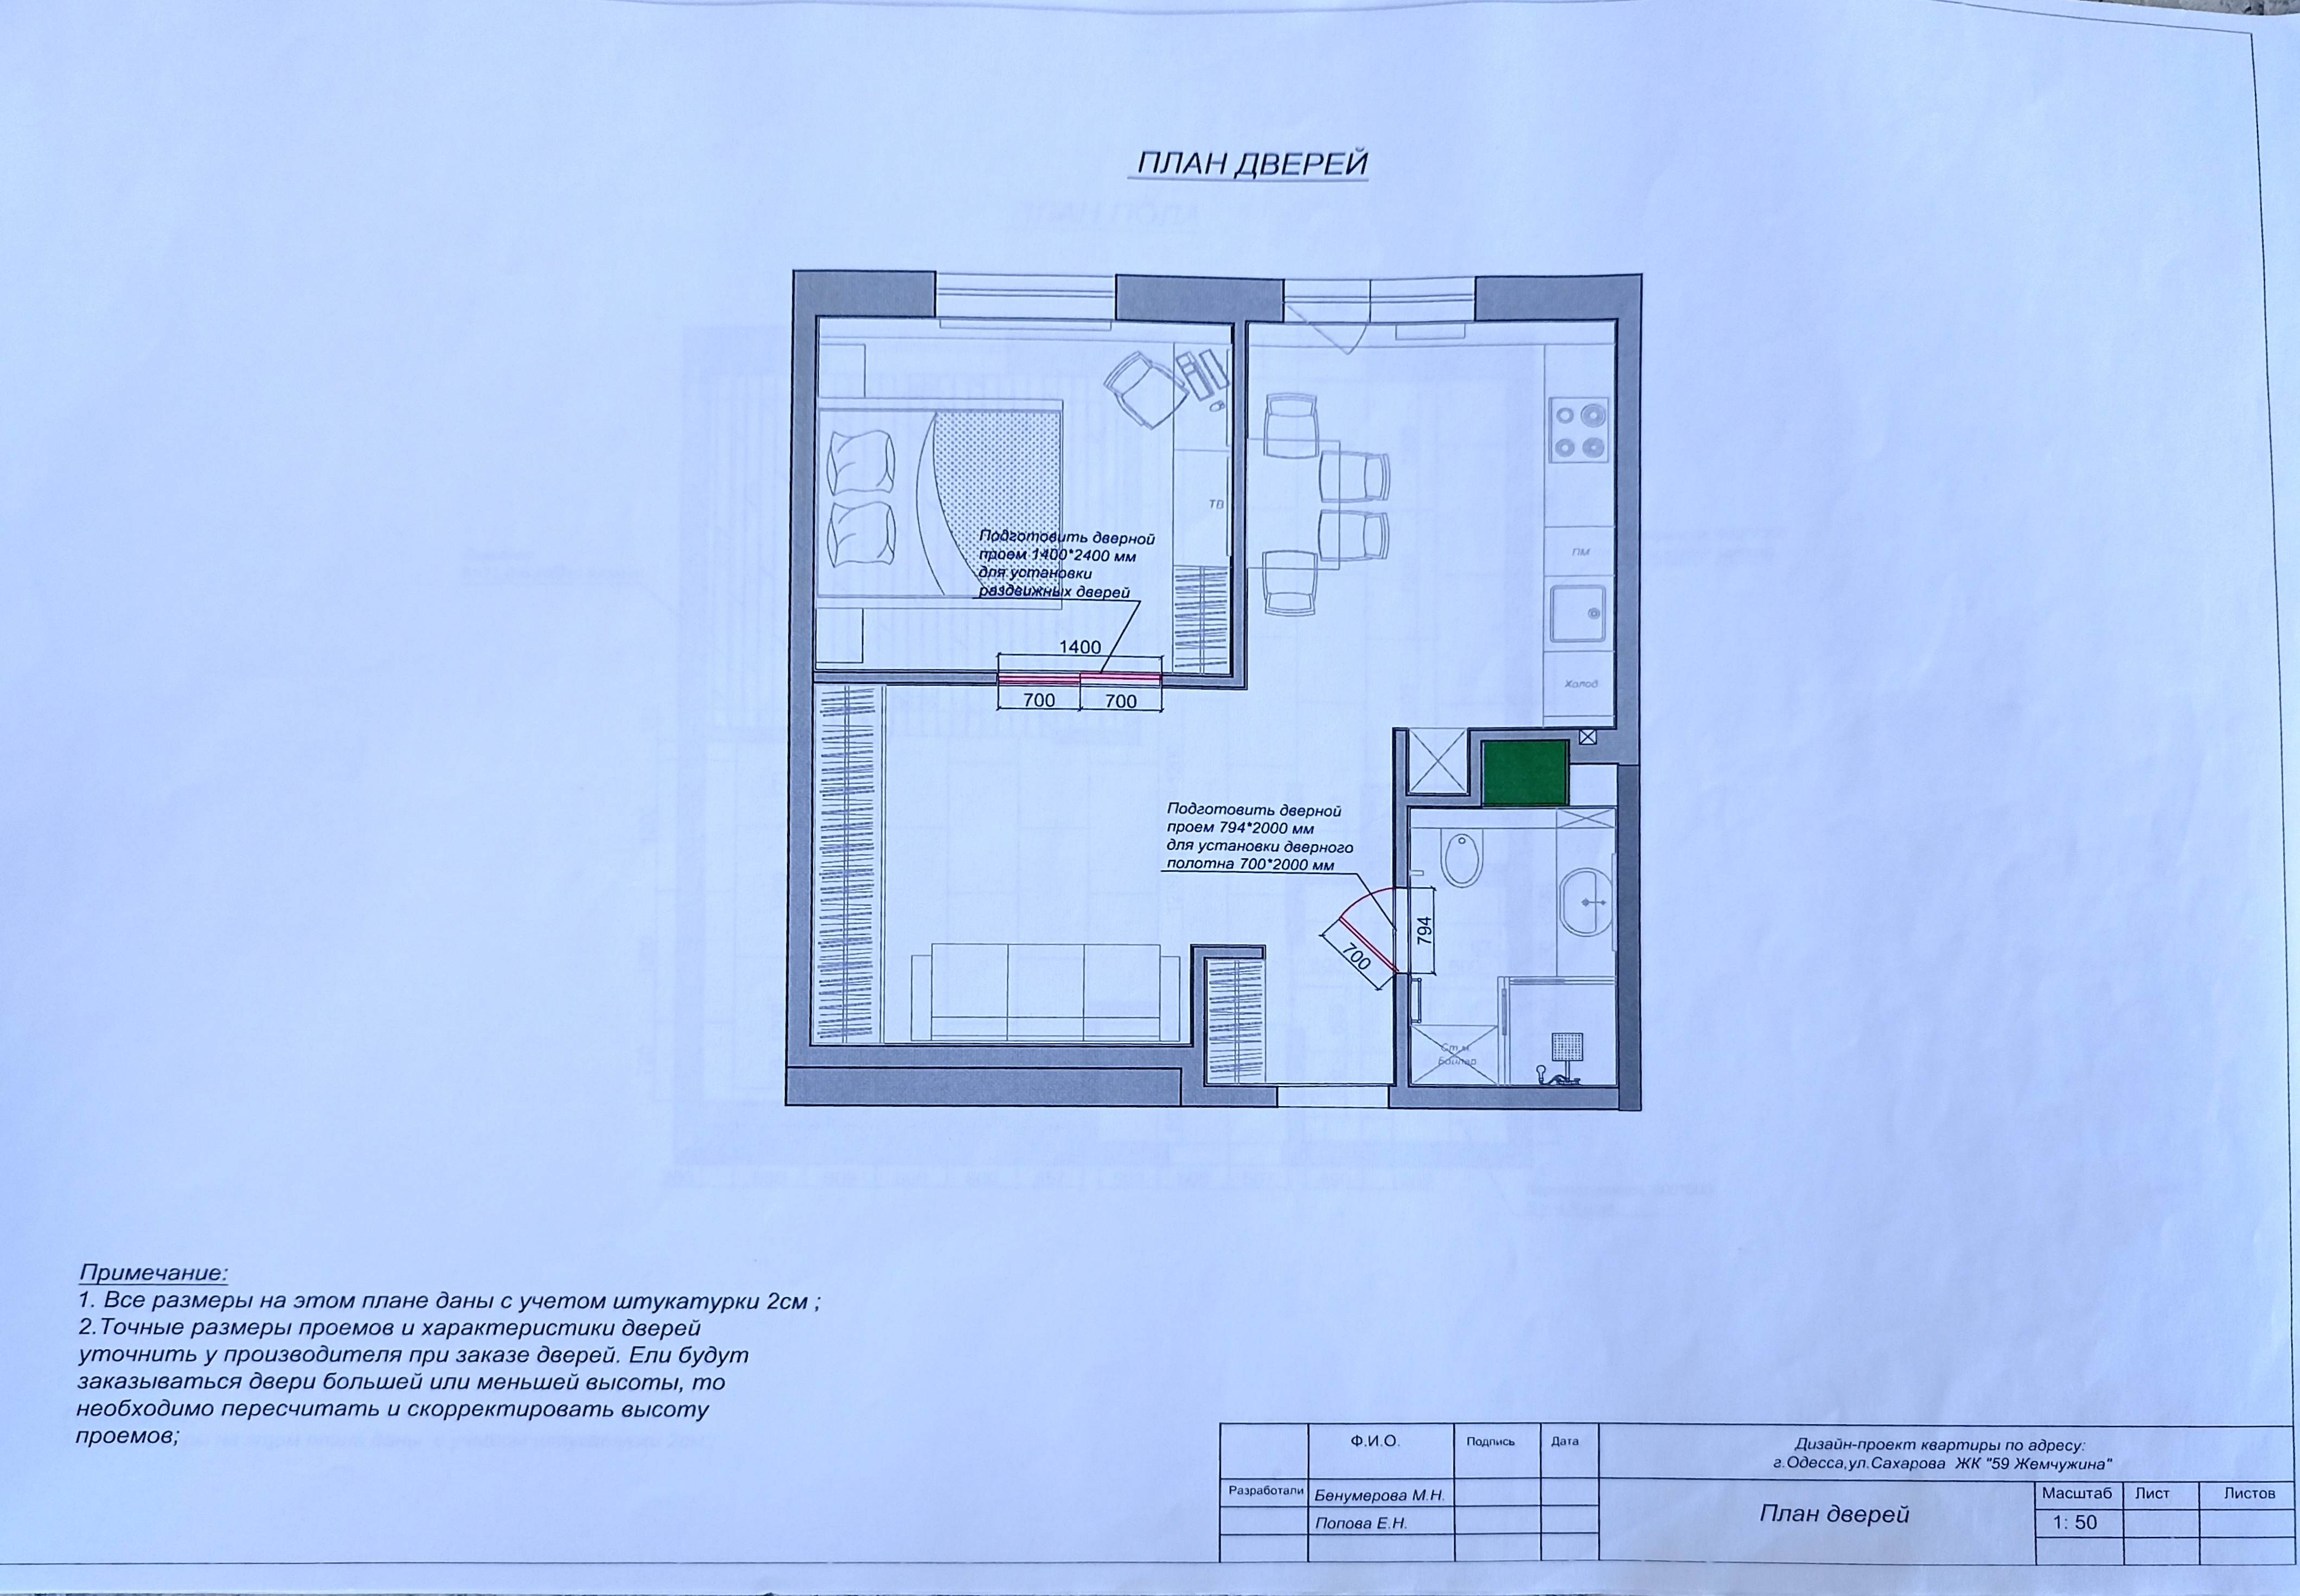 ПЛАН ДВЕРЕЙ
ПЛАН ПОЛА
Подготовить дверной
проем 1400*2400 мм
для установки
раздвижных дверей
ТВ
1400
700
700
ПМ
Холод
Подготовить дверной
проем 794*2000 мм
для установки дверного
полотна 700*2000 мм
794
700
Ст.м.
Бойлер
Примечание:
1. Все размеры на этом плане даны с учетом штукатурки 2см ;
2.Точные размеры проемов и характеристики дверей
уточнить у производителя при заказе дверей. Ели будут
заказываться двери большей или меньшей высоты, то
необходимо пересчитать и скорректировать высоту
проемов;
Ф.И.О.
Подпись
Дата
Дизайн-проект квартиры по адресу:
г.Одесса,ул.Сахарова ЖК "59 Жемчужина"
Разработали
Бенумерова М.Н.
Попова Е.Н.
План дверей
Масштаб
Лист
Листов
1: 50